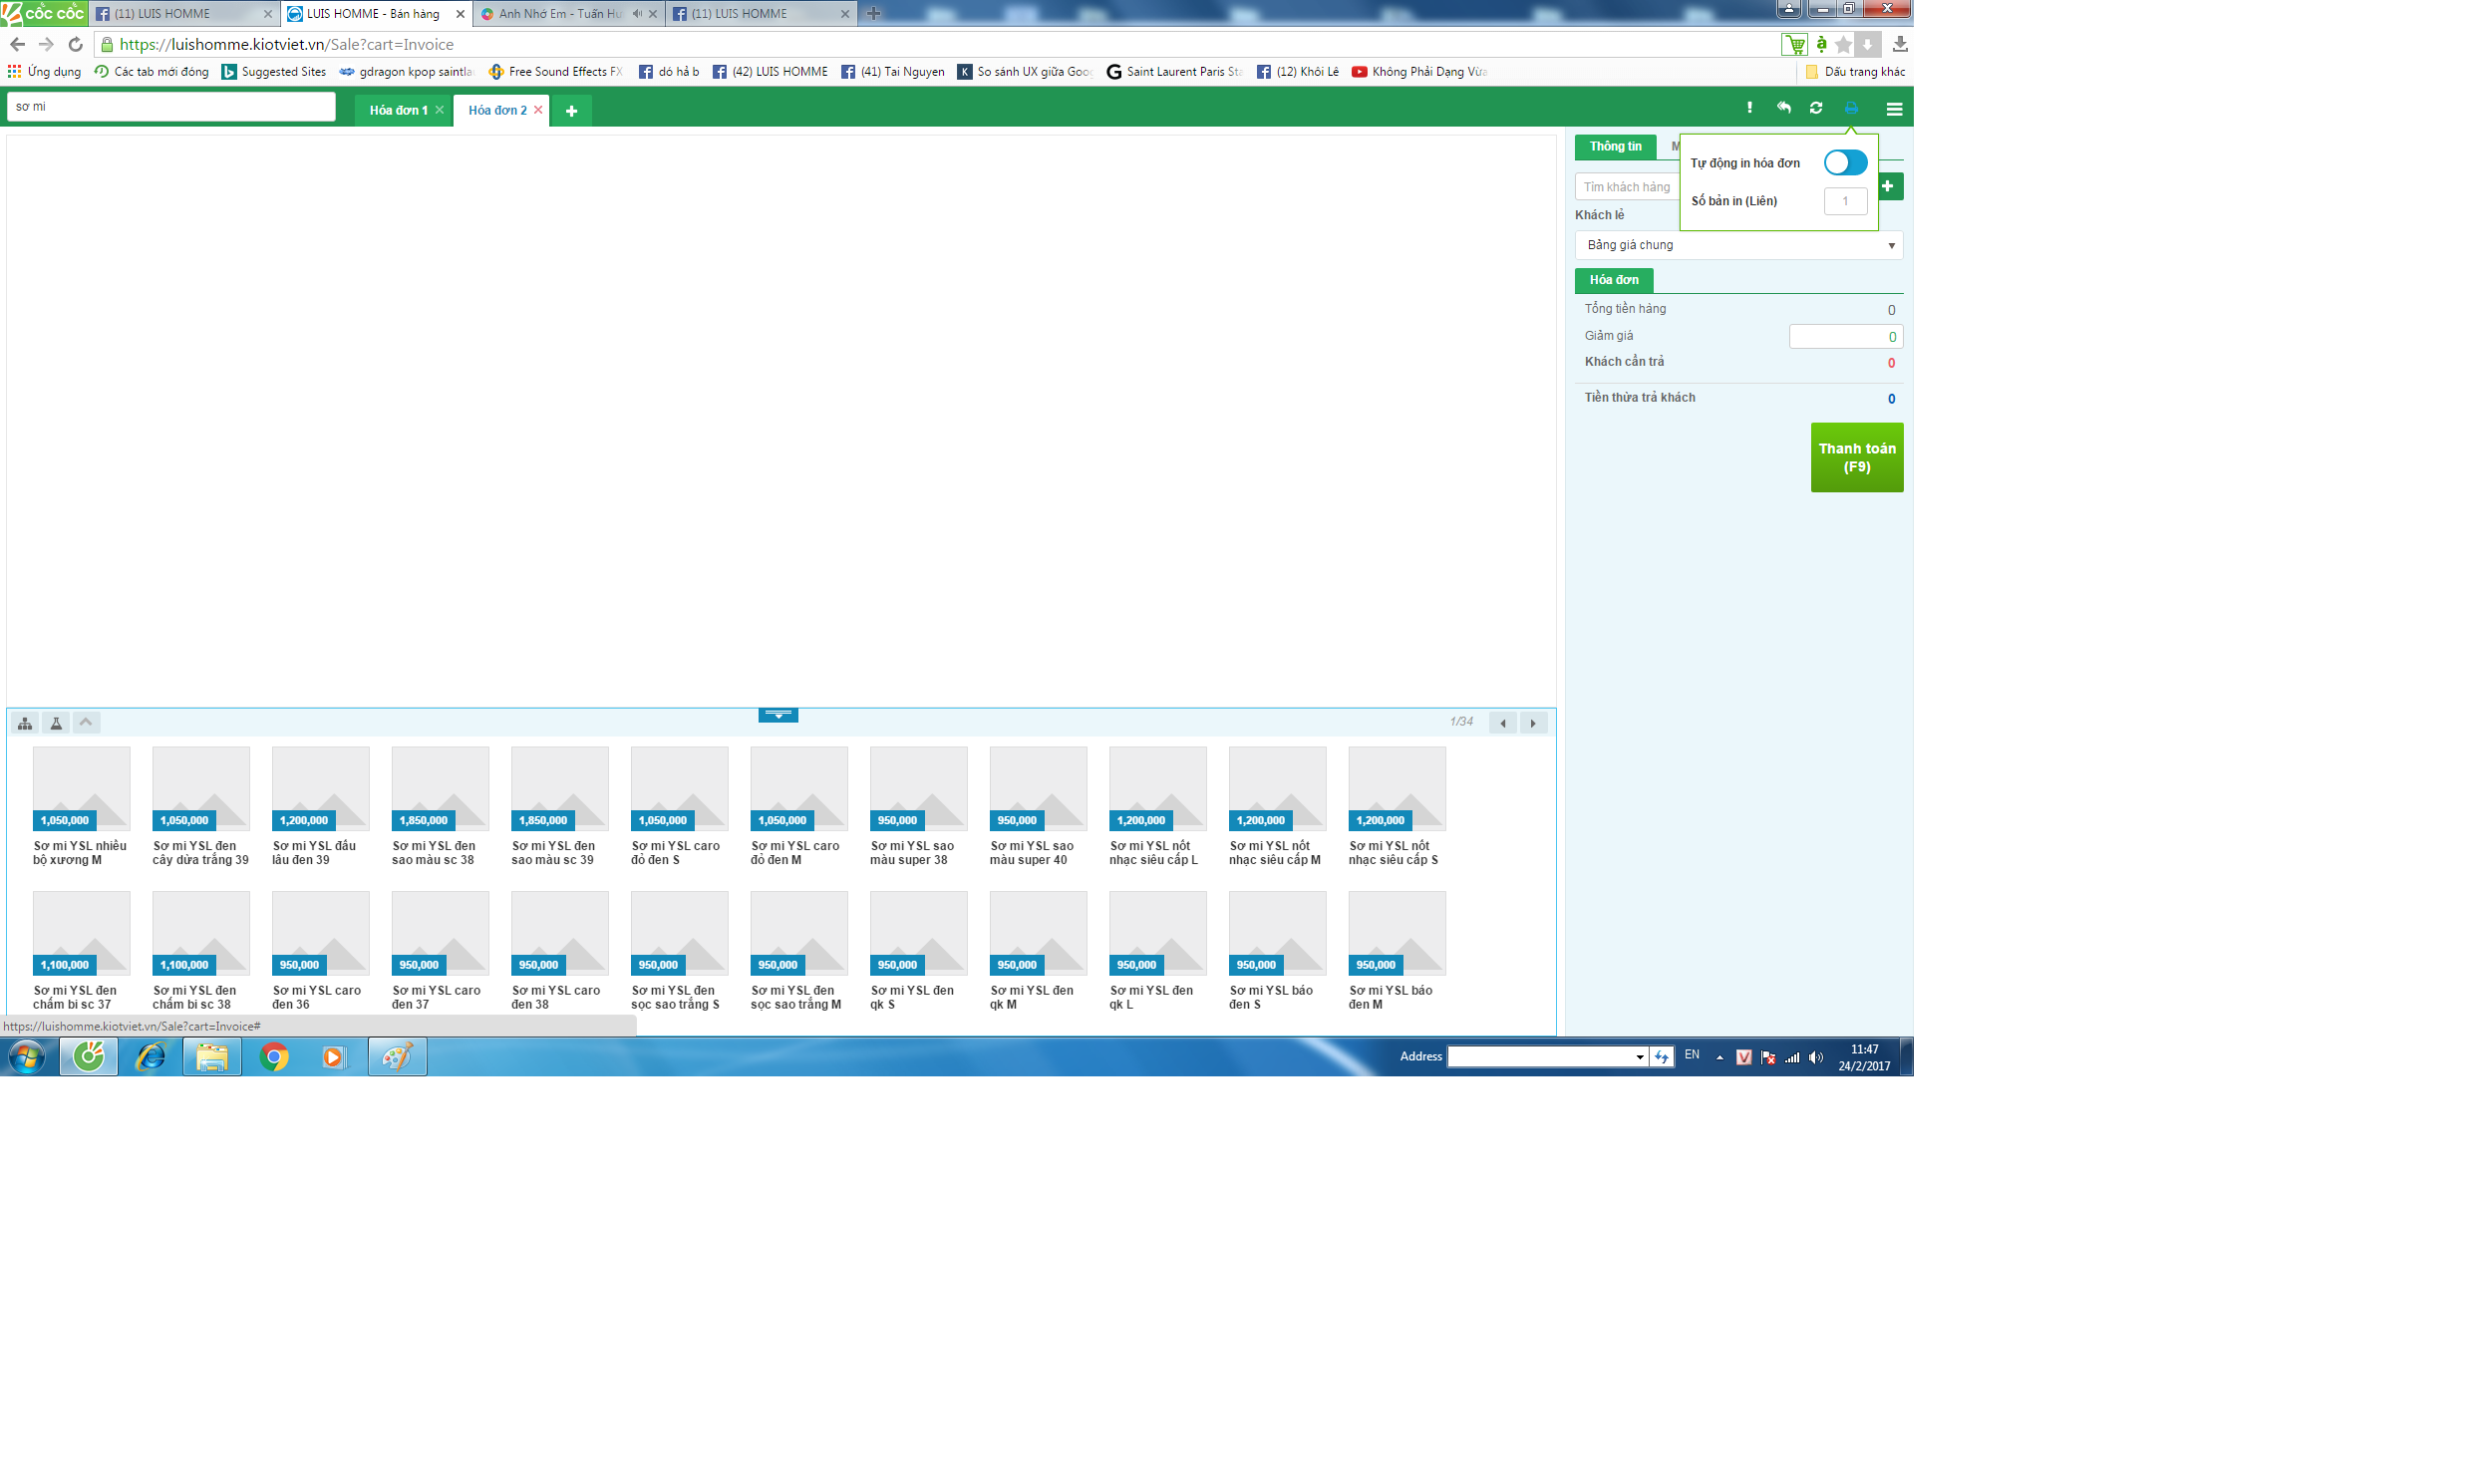 cốc cốc
(11) LUIS HOMME
LUIS HOMME - Bán hàng
Anh Nhớ Em - Tuấn Hư
(11) LUIS HOMME
https://luishomme.kiotviet.vn/Sale?cart=Invoice
Ứng dụng
Các tab mới đóng
Suggested Sites
gdragon kpop saintla
Free Sound Effects FX
dó hả b
(42) LUIS HOMME
(41) Tai Nguyen
So sánh UX giữa Goog
Saint Laurent Paris Sta
(12) Khôi Lê
Không Phải Dạng Vừa
Dấu trang khác
sơ mi
Hóa đơn 1
Hóa đơn 2
Thông tin
M
Tự động in hóa đơn
Số bản in (Liên)
1
Tìm khách hàng
Khách lẻ
Bảng giá chung
Hóa đơn
Tổng tiền hàng 0
Giảm giá 0
Khách cần trả 0
Tiền thừa trả khách 0
Thanh toán
(F9)
1/34
1,050,000
Sơ mi YSL nhiều
bộ xương M
1,050,000
Sơ mi YSL đen
cây dừa trắng 39
1,200,000
Sơ mi YSL đầu
lâu đen 39
1,850,000
Sơ mi YSL đen
sao màu sc 38
1,850,000
Sơ mi YSL đen
sao màu sc 39
1,050,000
Sơ mi YSL caro
đỏ đen S
1,050,000
Sơ mi YSL caro
đỏ đen M
950,000
Sơ mi YSL sao
màu super 38
950,000
Sơ mi YSL sao
màu super 40
1,200,000
Sơ mi YSL nốt
nhạc siêu cấp L
1,200,000
Sơ mi YSL nốt
nhạc siêu cấp M
1,200,000
Sơ mi YSL nốt
nhạc siêu cấp S
1,100,000
Sơ mi YSL đen
chấm bi sc 37
1,100,000
Sơ mi YSL đen
chấm bi sc 38
950,000
Sơ mi YSL caro
đen 36
950,000
Sơ mi YSL caro
đen 37
950,000
Sơ mi YSL caro
đen 38
950,000
Sơ mi YSL đen
sọc sao trắng S
950,000
Sơ mi YSL đen
sọc sao trắng M
950,000
Sơ mi YSL đen
qk S
950,000
Sơ mi YSL đen
qk M
950,000
Sơ mi YSL đen
qk L
950,000
Sơ mi YSL báo
đen S
950,000
Sơ mi YSL báo
đen M
https://luishomme.kiotviet.vn/Sale?cart=Invoice#
Address
EN
11:47
24/2/2017